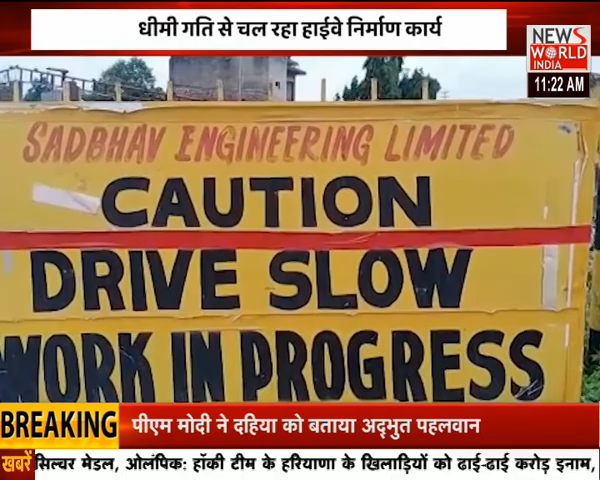 धीमी गति से चल रहा हाईवे निर्माण कार्य
NEWS
WORLD
INDIA
11:22 AM
SADBHAV ENGINEERING LIMITED
CAUTION
DRIVE SLOW
WORK IN PROGRESS
BREAKING
पीएम मोदी ने दहिया को बताया अद्भुत पहलवान
खबरें
सिल्वर मेडल, ओलंपिक: हॉकी टीम के हरियाणा के खिलाड़ियों को ढाई-ढाई करोड़ इनाम,